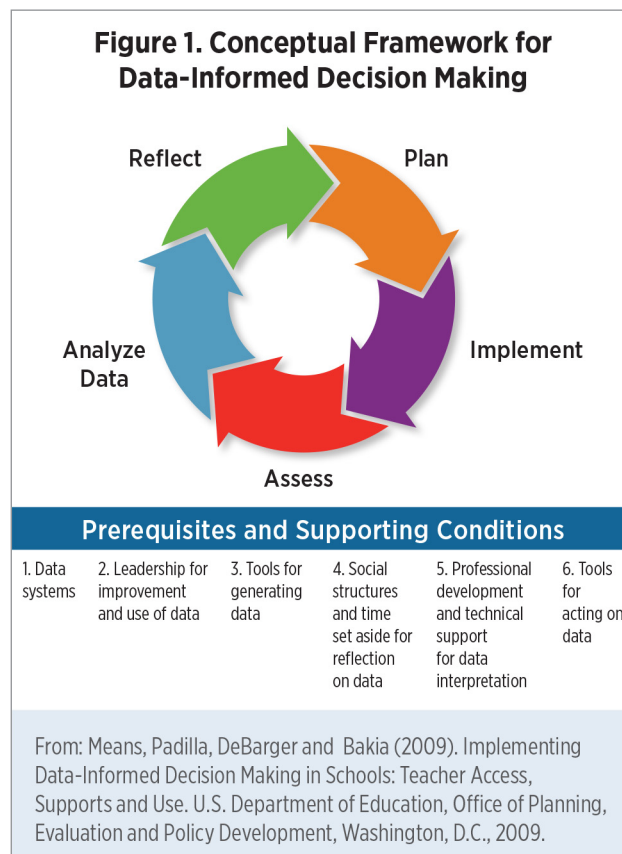 Figure 1. Conceptual Framework for
Data-Informed Decision Making
Reflect
Plan
Analyze
Data
Implement
Assess
Prerequisites and Supporting Conditions
1. Data
systems
2. Leadership for
improvement
and use of data
3. Tools for
generating
data
4. Social
structures
and time
set aside for
reflection
on data
5. Professional
development
and technical
support
for data
interpretation
6. Tools
for
acting on
data
From: Means, Padilla, DeBarger and Bakia (2009). Implementing
Data-Informed Decision Making in Schools: Teacher Access,
Supports and Use. U.S. Department of Education, Office of Planning,
Evaluation and Policy Development, Washington, D.C., 2009.